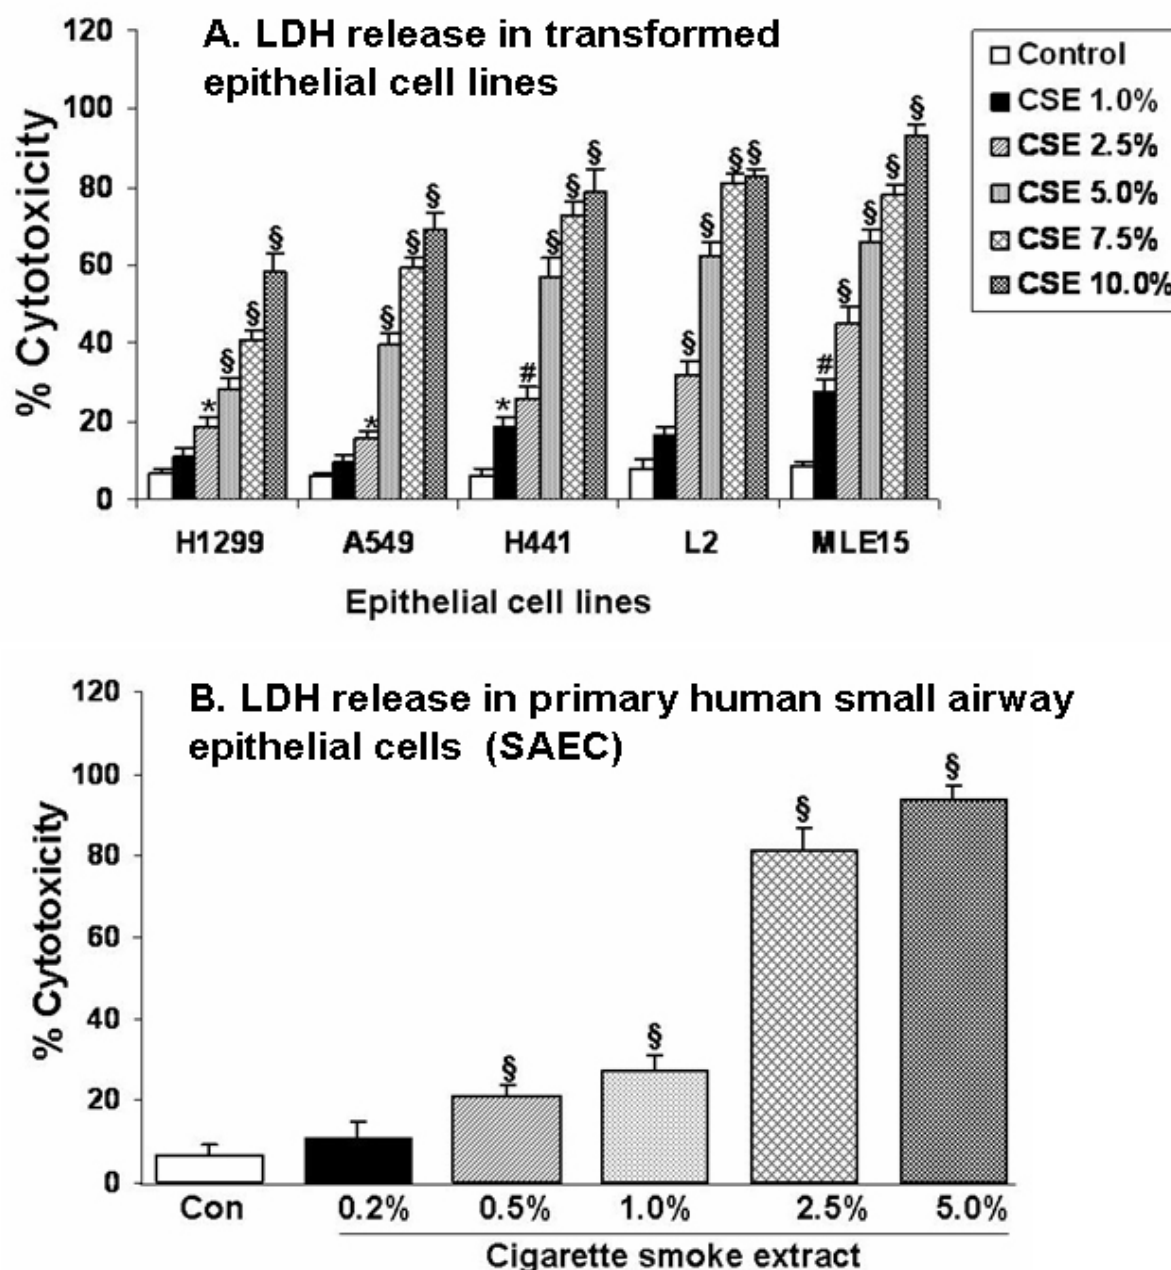 A. LDH release in transformed
epithelial cell lines
% Cytotoxicity
120
100
80
60
40
20
0
Control
CSE 1.0%
CSE 2.5%
CSE 5.0%
CSE 7.5%
CSE 10.0%
* § § §
* § § §
* # § § §
§ § § §
# § § § §
H1299 A549 H441 L2 MLE15
Epithelial cell lines
B. LDH release in primary human small airway
epithelial cells (SAEC)
% Cytotoxicity
120
100
80
60
40
20
0
§ § § §
Con 0.2% 0.5% 1.0% 2.5% 5.0%
Cigarette smoke extract